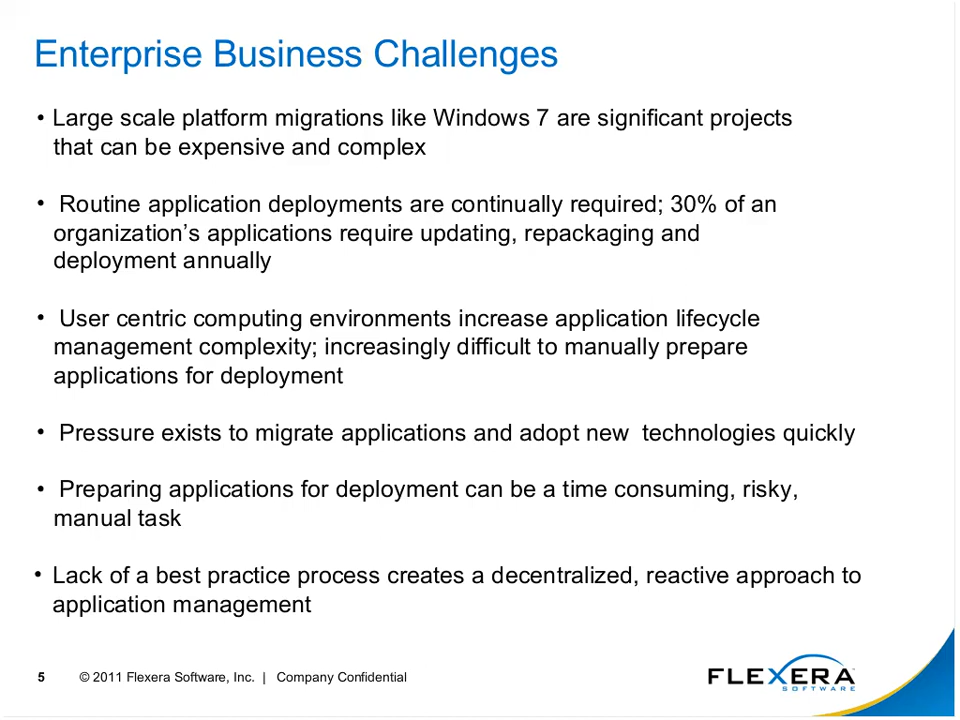 Enterprise Business Challenges
• Large scale platform migrations like Windows 7 are significant projects
that can be expensive and complex
• Routine application deployments are continually required; 30% of an
organization’s applications require updating, repackaging and
deployment annually
• User centric computing environments increase application lifecycle
management complexity; increasingly difficult to manually prepare
applications for deployment
• Pressure exists to migrate applications and adopt new  technologies quickly
• Preparing applications for deployment can be a time consuming, risky,
manual task
• Lack of a best practice process creates a decentralized, reactive approach to
application management
5 © 2011 Flexera Software, Inc. | Company Confidential
FLEXERA
SOFTWARE